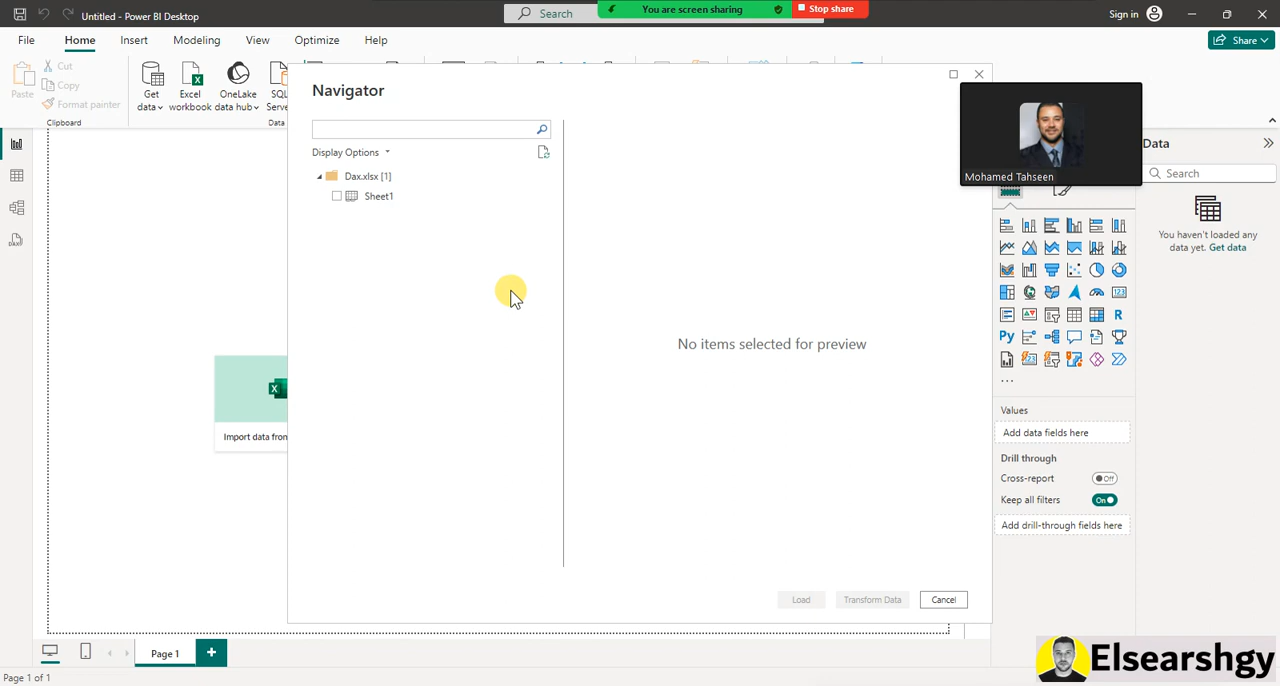 Untitled - Power BI Desktop
Search
You are screen sharing
Stop share
Sign in
File
Home
Insert
Modeling
View
Optimize
Help
Share
Paste
Cut
Copy
Format painter
Clipboard
Get
data
Excel
workbook
OneLake
data hub
SQL
Serve
Data
Navigator
Display Options
Dax.xlsx [1]
Sheet1
No items selected for preview
Load
Transform Data
Cancel
Import data from
Mohamed Tahseen
Data
Search
You haven't loaded any
data yet. Get data
123
R
Py
Values
Add data fields here
Drill through
Cross-report
Off
Keep all filters
On
Add drill-through fields here
Page 1
Page 1 of 1
Elsearshgy